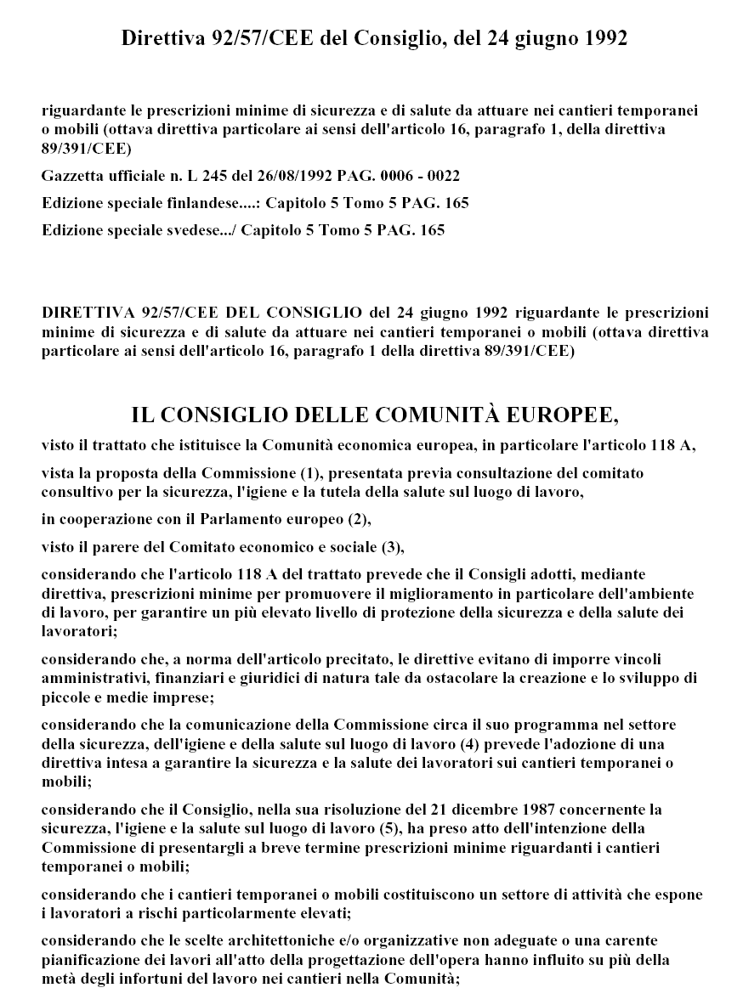 Direttiva 92/57/CEE del Consiglio, del 24 giugno 1992
riguardante le prescrizioni minime di sicurezza e di salute da attuare nei cantieri temporanei
o mobili (ottava direttiva particolare ai sensi dell'articolo 16, paragrafo 1, della direttiva
89/391/CEE)
Gazzetta ufficiale n. L 245 del 26/08/1992 PAG. 0006 - 0022
Edizione speciale finlandese....: Capitolo 5 Tomo 5 PAG. 165
Edizione speciale svedese.../ Capitolo 5 Tomo 5 PAG. 165
DIRETTIVA 92/57/CEE DEL CONSIGLIO del 24 giugno 1992 riguardante le prescrizioni
minime di sicurezza e di salute da attuare nei cantieri temporanei o mobili (ottava direttiva
particolare ai sensi dell'articolo 16, paragrafo 1 della direttiva 89/391/CEE)
IL CONSIGLIO DELLE COMUNITÀ EUROPEE,
visto il trattato che istituisce la Comunità economica europea, in particolare l'articolo 118 A,
vista la proposta della Commissione (1), presentata previa consultazione del comitato
consultivo per la sicurezza, l'igiene e la tutela della salute sul luogo di lavoro,
in cooperazione con il Parlamento europeo (2),
visto il parere del Comitato economico e sociale (3),
considerando che l'articolo 118 A del trattato prevede che il Consigli adotti, mediante
direttiva, prescrizioni minime per promuovere il miglioramento in particolare dell'ambiente
di lavoro, per garantire un più elevato livello di protezione della sicurezza e della salute dei
lavoratori;
considerando che, a norma dell'articolo precitato, le direttive evitano di imporre vincoli
amministrativi, finanziari e giuridici di natura tale da ostacolare la creazione e lo sviluppo di
piccole e medie imprese;
considerando che la comunicazione della Commissione circa il suo programma nel settore
della sicurezza, dell'igiene e della salute sul luogo di lavoro (4) prevede l'adozione di una
direttiva intesa a garantire la sicurezza e la salute dei lavoratori sui cantieri temporanei o
mobili;
considerando che il Consiglio, nella sua risoluzione del 21 dicembre 1987 concernente la
sicurezza, l'igiene e la salute sul luogo di lavoro (5), ha preso atto dell'intenzione della
Commissione di presentargli a breve termine prescrizioni minime riguardanti i cantieri
temporanei o mobili;
considerando che i cantieri temporanei o mobili costituiscono un settore di attività che espone
i lavoratori a rischi particolarmente elevati;
considerando che le scelte architettoniche e/o organizzative non adeguate o una carente
pianificazione dei lavori all'atto della progettazione dell'opera hanno influito su più della
metà degli infortuni del lavoro nei cantieri nella Comunità;